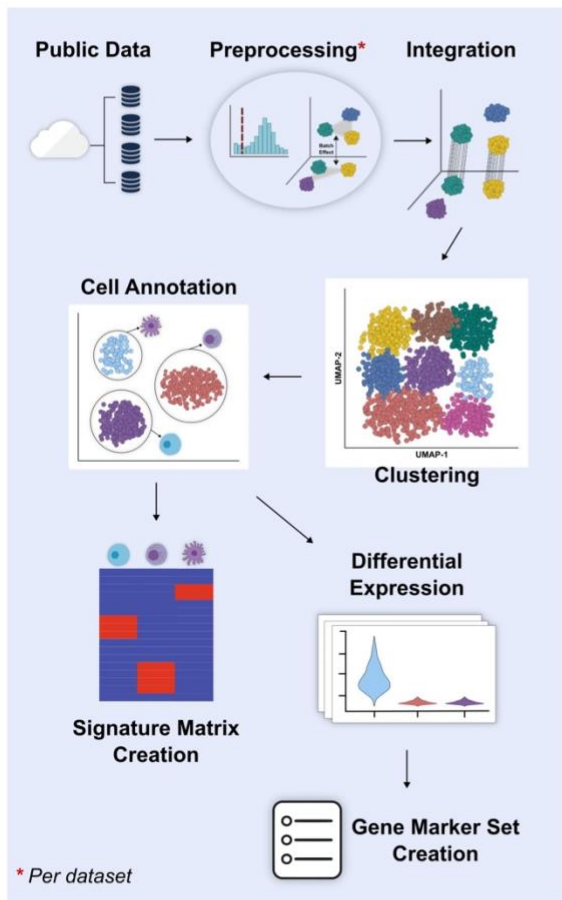 Public Data
Preprocessing*
Integration
Batch
Effect
Cell Annotation
UMAP-2
UMAP-1
Clustering
Differential
Expression
Signature Matrix
Creation
Gene Marker Set
Creation
* Per dataset